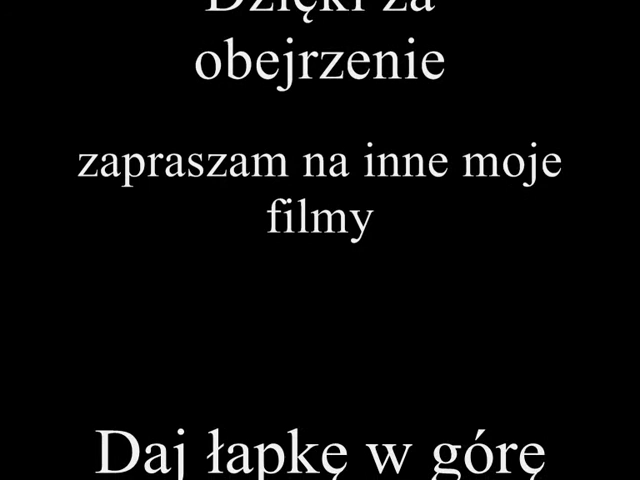 Dzięki za
obejrzenie
zapraszam na inne moje
filmy
Daj łapkę w górę